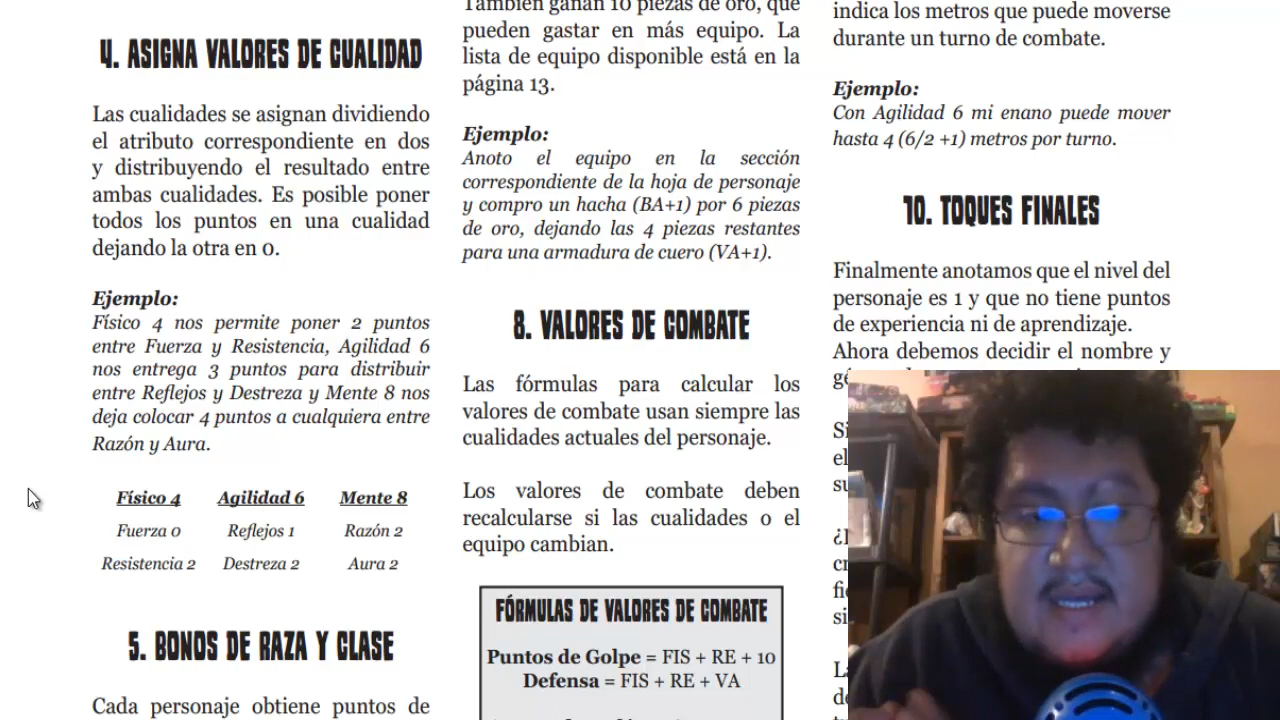 4. ASIGNA VALORES DE CUALIDAD
Las cualidades se asignan dividiendo
el atributo correspondiente en dos
y distribuyendo el resultado entre
ambas cualidades. Es posible poner
todos los puntos en una cualidad
dejando la otra en 0.
Ejemplo:
Físico 4 nos permite poner 2 puntos
entre Fuerza y Resistencia, Agilidad 6
nos entrega 3 puntos para distribuir
entre Reflejos y Destreza y Mente 8 nos
deja colocar 4 puntos a cualquiera entre
Razón y Aura.
Físico 4 Agilidad 6 Mente 8
Fuerza 0 Reflejos 1 Razón 2
Resistencia 2 Destreza 2 Aura 2
5. BONOS DE RAZA Y CLASE
Cada personaje obtiene puntos de
También ganan 10 piezas de oro, que
pueden gastar en más equipo. La
lista de equipo disponible está en la
página 13.
Ejemplo:
Anoto el equipo en la sección
correspondiente de la hoja de personaje
y compro un hacha (BA+1) por 6 piezas
de oro, dejando las 4 piezas restantes
para una armadura de cuero (VA+1).
8. VALORES DE COMBATE
Las fórmulas para calcular los
valores de combate usan siempre las
cualidades actuales del personaje.
Los valores de combate deben
recalcularse si las cualidades o el
equipo cambian.
FÓRMULAS DE VALORES DE COMBATE
Puntos de Golpe = FIS + RE + 10
Defensa = FIS + RE + VA
indica los metros que puede moverse
durante un turno de combate.
Ejemplo:
Con Agilidad 6 mi enano puede mover
hasta 4 (6/2 +1) metros por turno.
10. TOQUES FINALES
Finalmente anotamos que el nivel del
personaje es 1 y que no tiene puntos
de experiencia ni de aprendizaje.
Ahora debemos decidir el nombre y